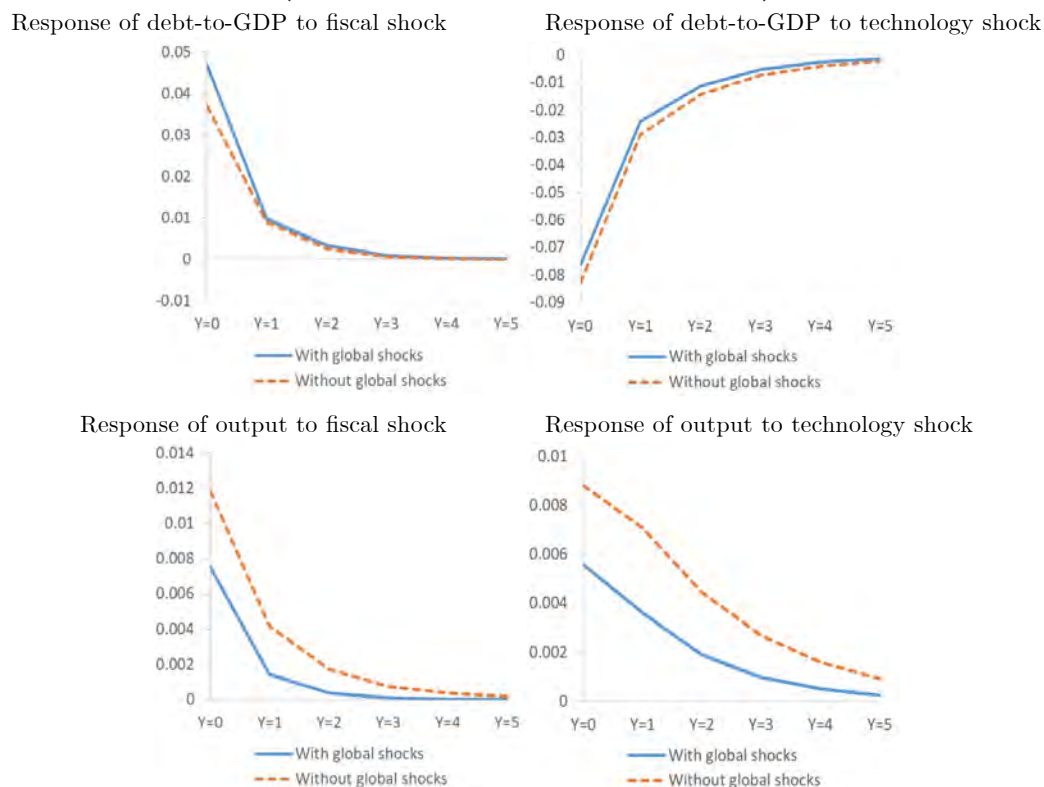 Response of debt-to-GDP to fiscal shock
Response of debt-to-GDP to technology shock
0.05
0.04
0.03
0.02
0.01
0
-0.01
Y=0 Y=1 Y=2 Y=3 Y=4 Y=5
With global shocks
Without global shocks
0
-0.01
-0.02
-0.03
-0.04
-0.05
-0.06
-0.07
-0.08
-0.09
Y=0 Y=1 Y=2 Y=3 Y=4 Y=5
With global shocks
Without global shocks
Response of output to fiscal shock
Response of output to technology shock
0.014
0.012
0.01
0.008
0.006
0.004
0.002
0
Y=0 Y=1 Y=2 Y=3 Y=4 Y=5
With global shocks
Without global shocks
0.01
0.008
0.006
0.004
0.002
0
Y=0 Y=1 Y=2 Y=3 Y=4 Y=5
With global shocks
Without global shocks